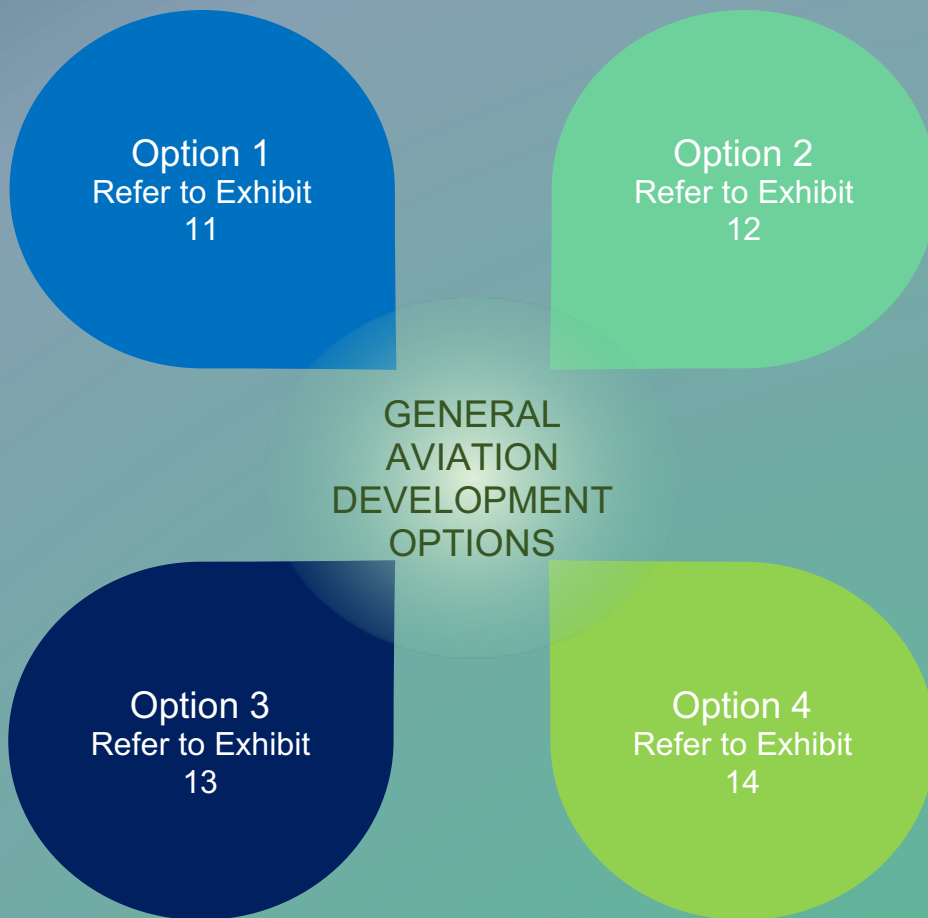 Option 1
Refer to Exhibit
11
Option 2
Refer to Exhibit
12
GENERAL
AVIATION
DEVELOPMENT
OPTIONS
Option 3
Refer to Exhibit
13
Option 4
Refer to Exhibit
14